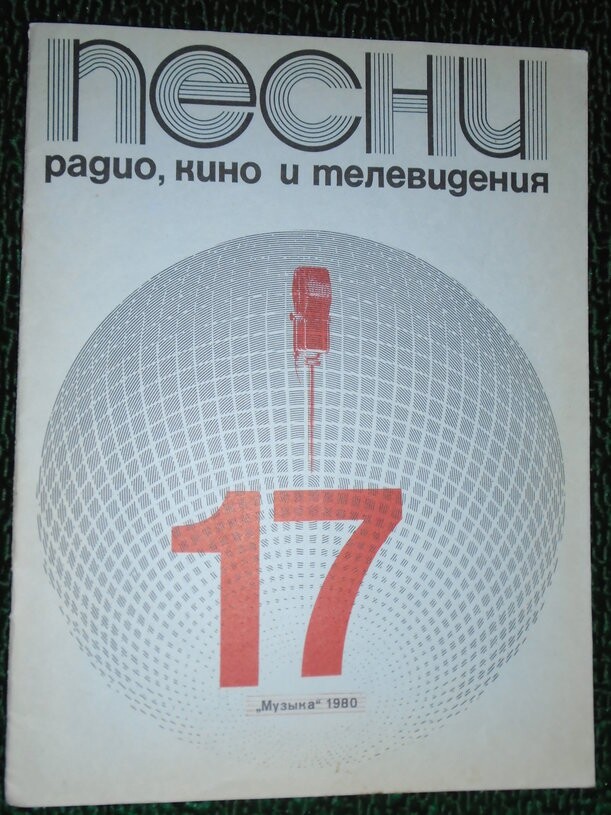 песни
радио, кино и телевидения
17
„Музыка“ 1980